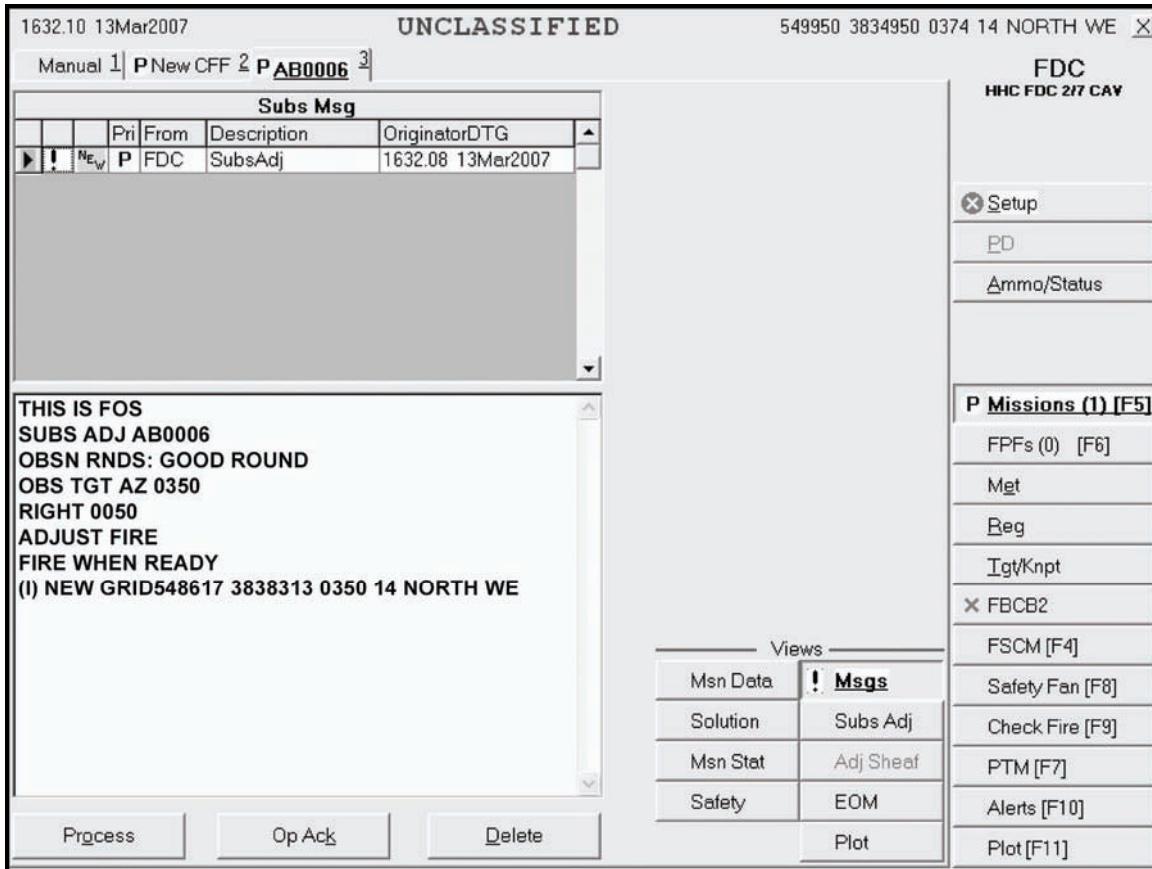 1632.10 13Mar2007 UNCLASSIFIED 549950 3834950 0374 14 NORTH WE X
Manual 1 P New CFF 2 P AB0006 3
FDC
HHC FDC 2/7 CAV
Subs Msg
Pri From Description OriginatorDTG
! NEW P FDC SubsAdj 1632.08 13Mar2007
THIS IS FOS
SUBS ADJ AB0006
OBSN RNDS: GOOD ROUND
OBS TGT AZ 0350
RIGHT 0050
ADJUST FIRE
FIRE WHEN READY
(I) NEW GRID548617 3838313 0350 14 NORTH WE
Process Op Ack Delete
Views
Msn Data ! Msgs
Solution Subs Adj
Msn Stat Adj Sheaf
Safety EOM
Plot
Setup
PD
Ammo/Status
P Missions (1) [F5]
FPFs (0) [F6]
Met
Reg
Tgt/Knpt
FBCB2
FSCM [F4]
Safety Fan [F8]
Check Fire [F9]
PTM [F7]
Alerts [F10]
Plot [F11]